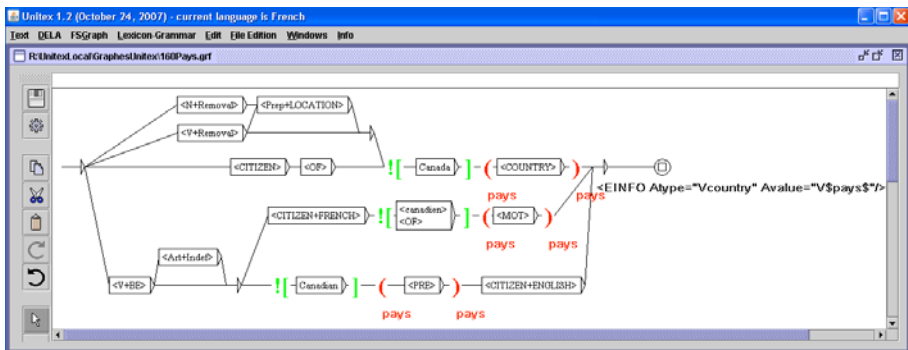 Unitex 1.2 (October 24, 2007) - current language is French
Text DELA FSGraph Lexicon-Grammar Edit File Edition Windows Info
R:\UnitexLocal\GraphesUnitex\160Pays.grf
<N+Removal> <Prep+LOCATION>
<V+Removal>
<CITIZEN> <OF> ![ Canada ] ( <COUNTRY> )
pays pays
<EINFO Atype="Vcountry" Avalue="V$pays$"/>
<CITIZEN+FRENCH> ![ <canadien> ] ( <MOT> )
<OF>
pays pays
<Art+Indef>
<V+BE> ![ Canadian ] ( <PRE> ) <CITIZEN+ENGLISH>
pays pays